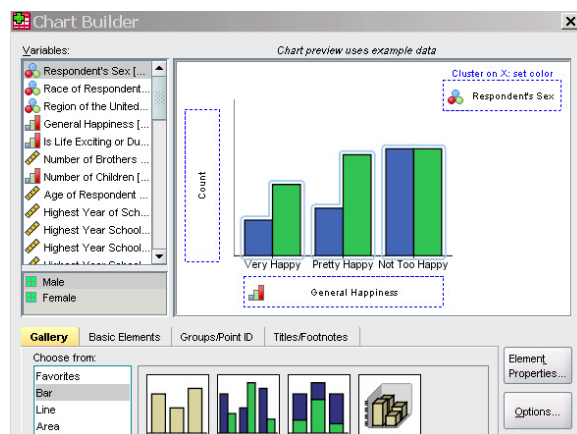 Chart Builder
Variables:
Chart preview uses example data
Respondent's Sex [...
Race of Respondent...
Region of the United...
General Happiness [...
Is Life Exciting or Du...
Number of Brothers ...
Number of Children [...
Age of Respondent ...
Highest Year of Sch...
Highest Year School...
Highest Year School...
Male
Female
Cluster on X: set color
Respondent's Sex
Count
Very Happy Pretty Happy Not Too Happy
General Happiness
Gallery Basic Elements Groups/Point ID Titles/Footnotes
Choose from:
Favorites
Bar
Line
Area
Element
Properties...
Options...